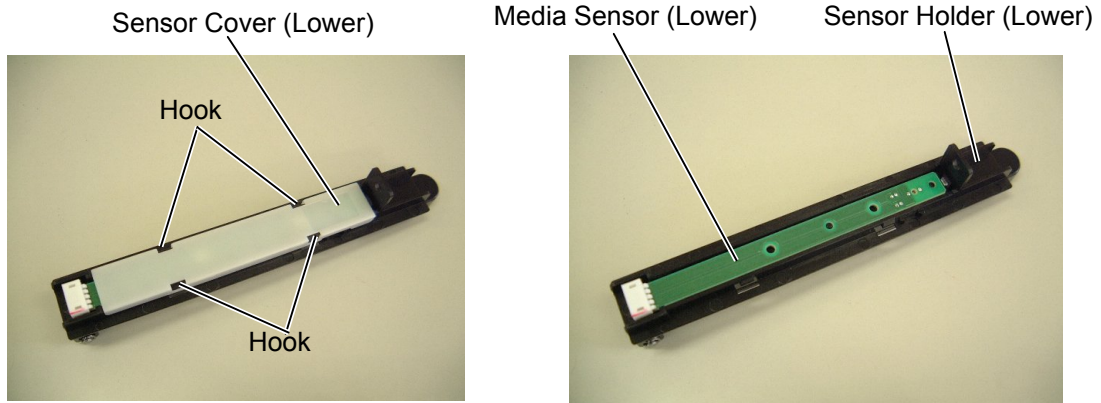 Sensor Cover (Lower)
Media Sensor (Lower)
Sensor Holder (Lower)
Hook
Hook